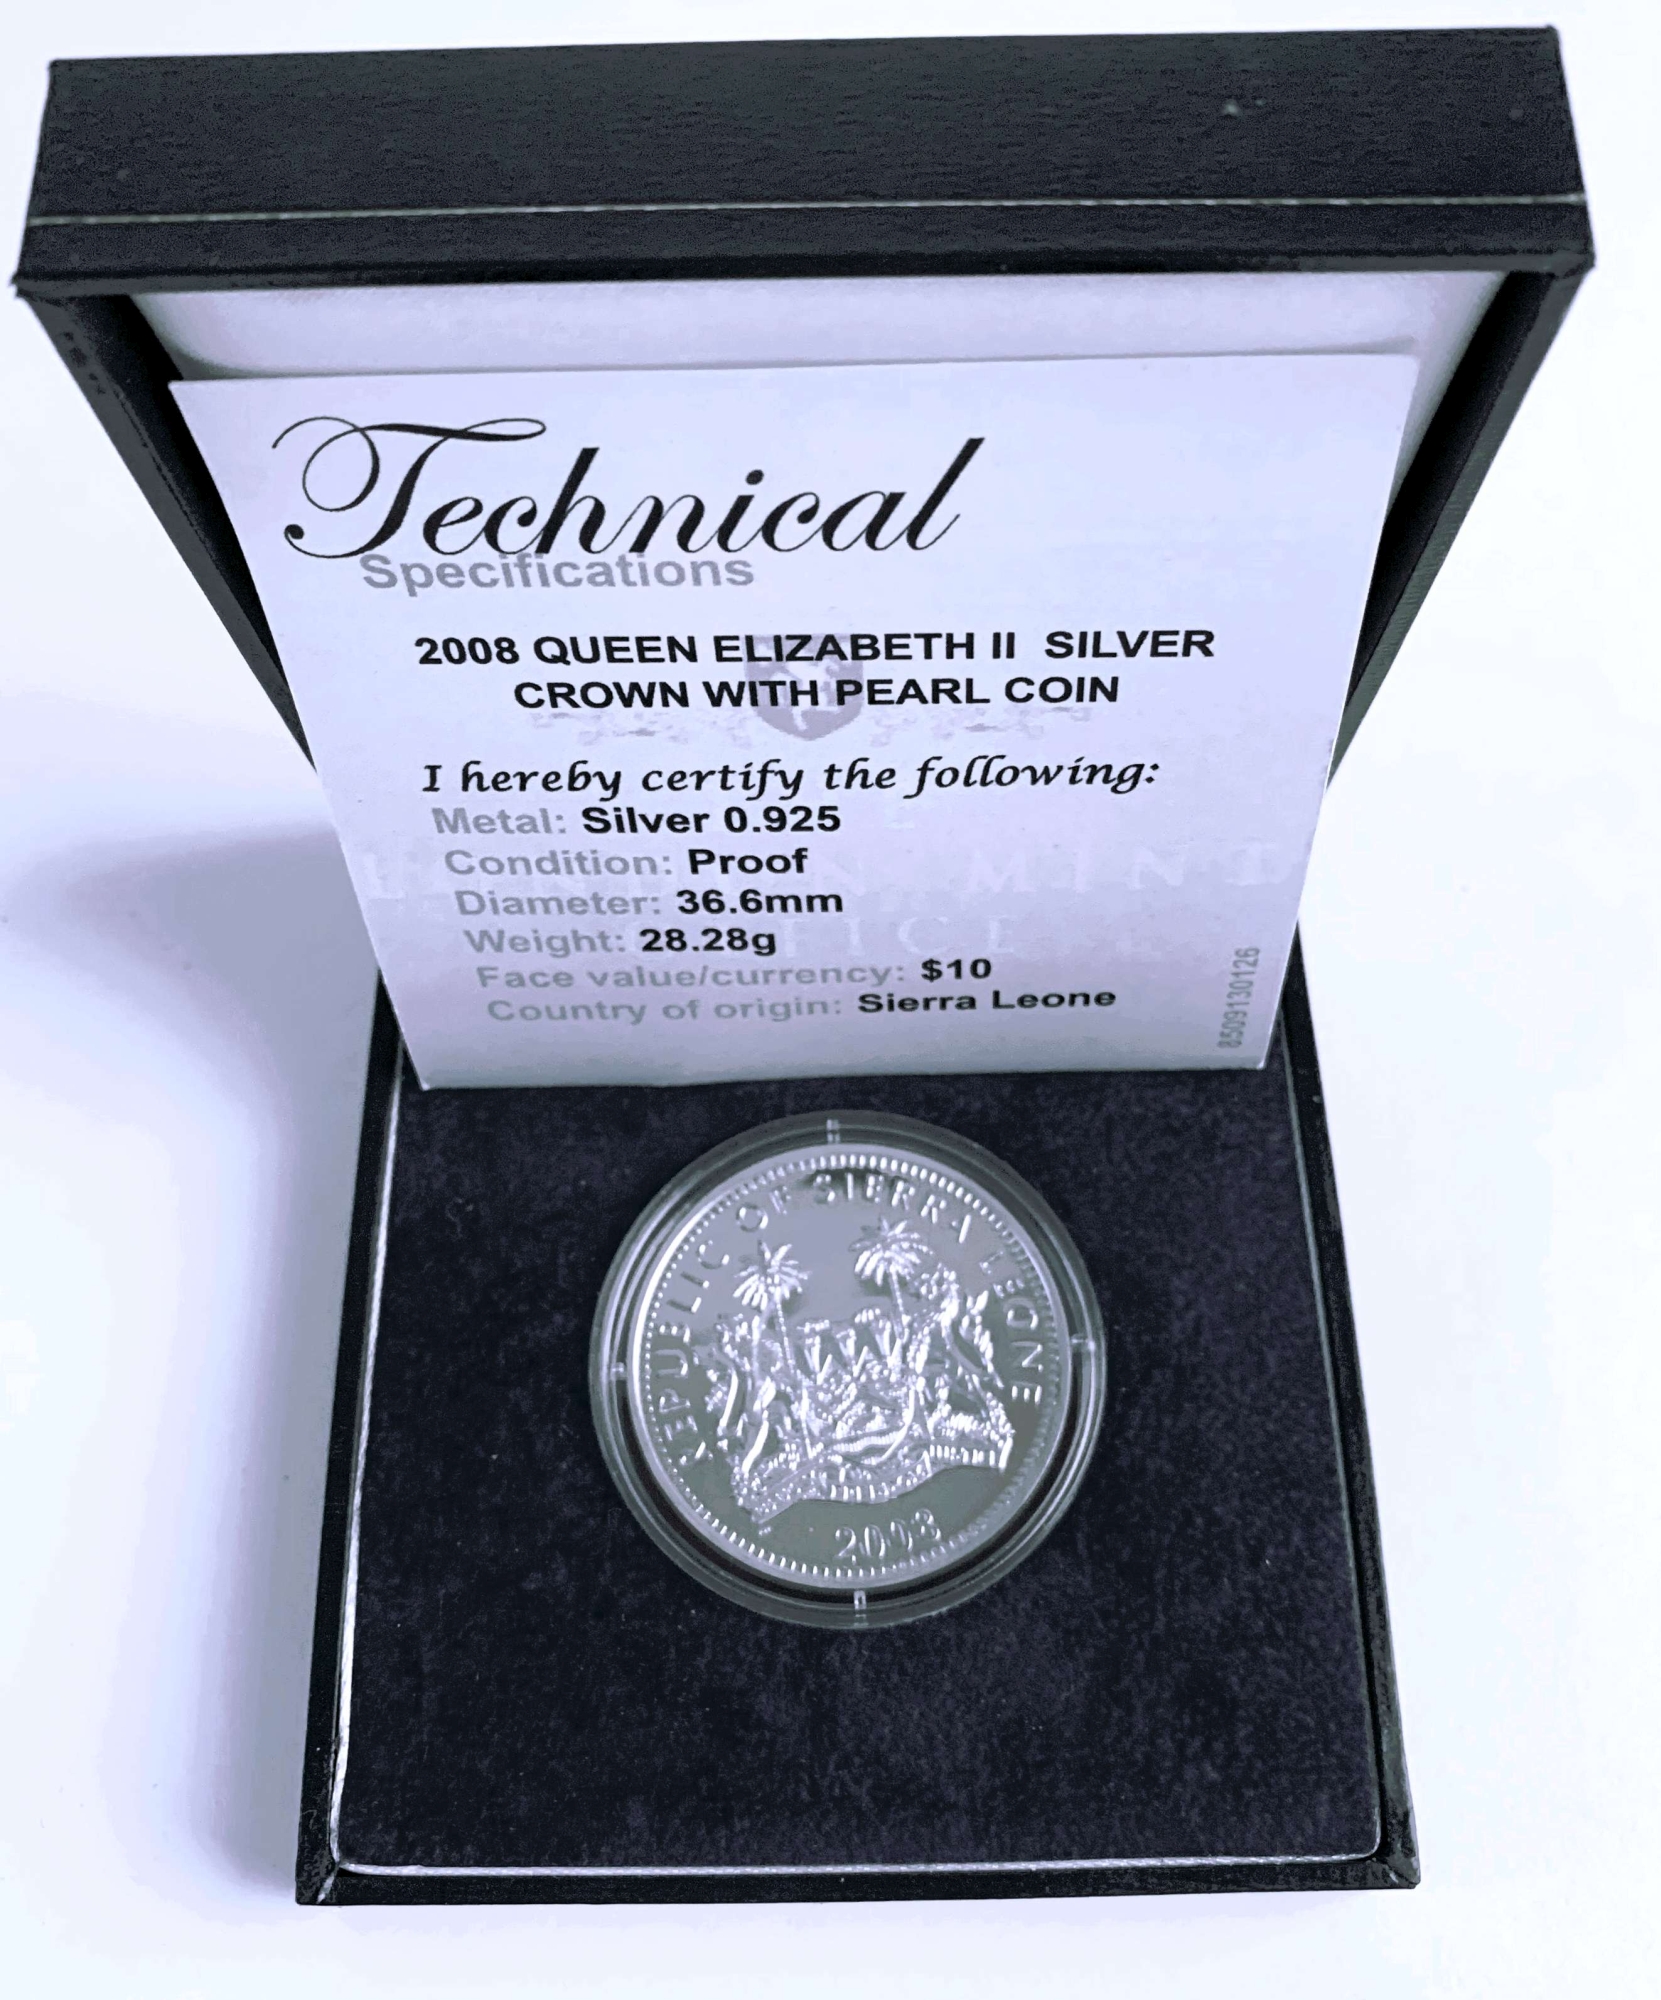 Technical
Specifications
2008 QUEEN ELIZABETH II SILVER
CROWN WITH PEARL COIN
I hereby certify the following:
Metal: Silver 0.925
Condition: Proof
Diameter: 36.6mm
Weight: 28.28g
Face value/currency: $10
Country of origin: Sierra Leone
8509130126
REPUBLIC OF SIERRA LEONE
2008